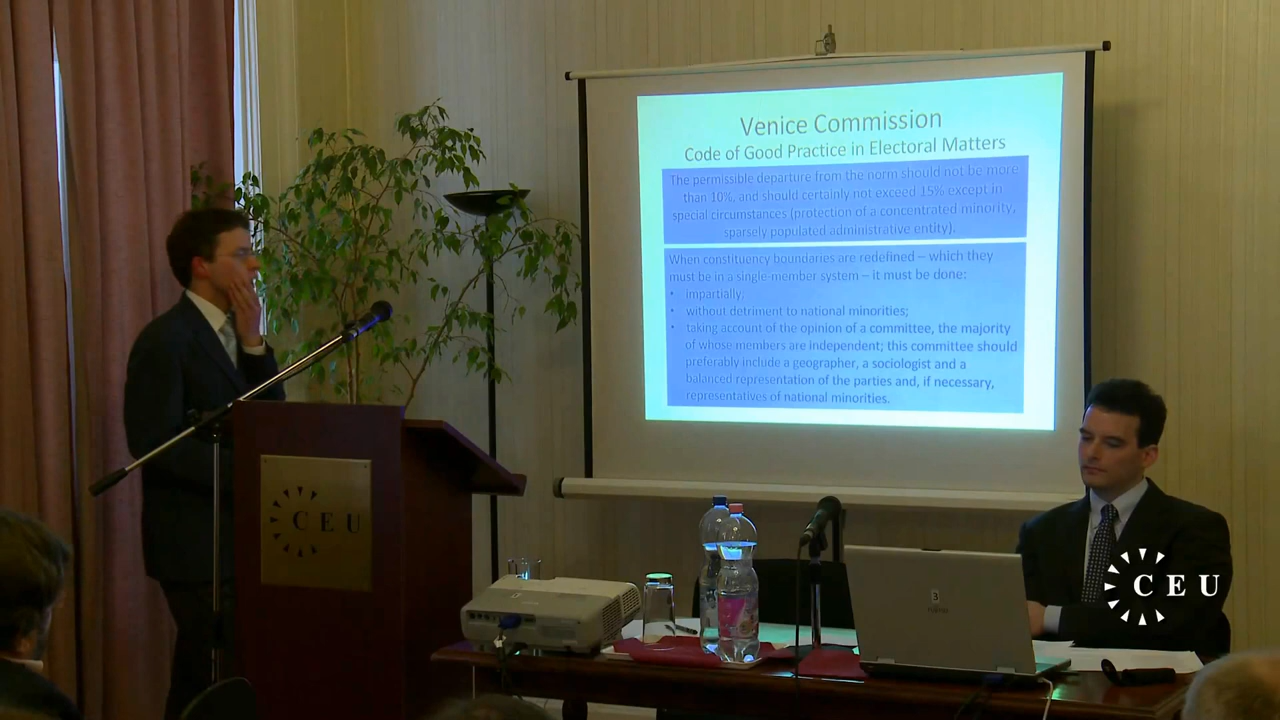 Venice Commission
Code of Good Practice in Electoral Matters
The permissible departure from the norm should not be more
than 10%, and should certainly not exceed 15% except in
special circumstances (protection of a concentrated minority,
sparsely populated administrative entity).
When constituency boundaries are redefined – which they
must be in a single-member system – it must be done:
• impartially;
• without detriment to national minorities;
• taking account of the opinion of a committee, the majority
of whose members are independent; this committee should
preferably include a geographer, a sociologist and a
balanced representation of the parties and, if necessary,
representatives of national minorities.
CEU
3
FUJITSU
CEU